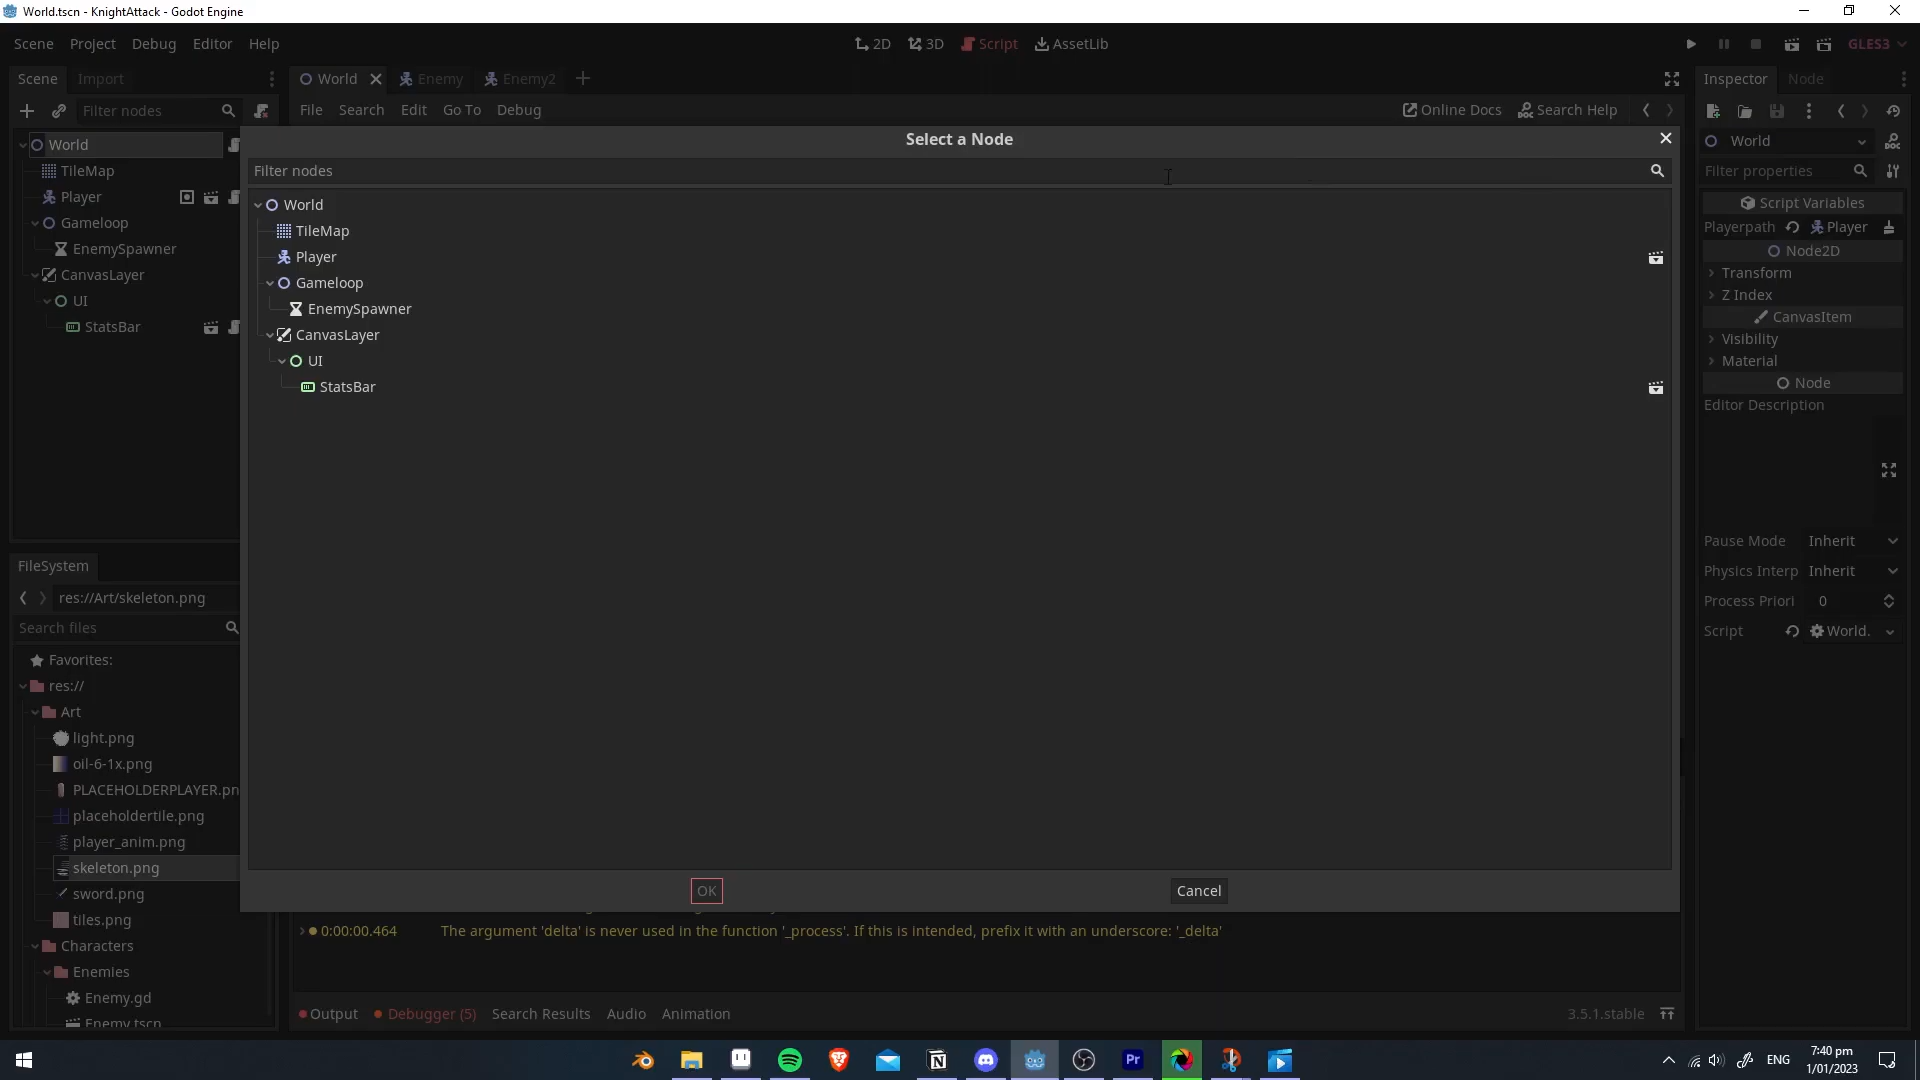 World.tscn - KnightAttack - Godot Engine
Scene Project Debug Editor Help
2D 3D Script AssetLib
GLES3
Scene Import
World Enemy Enemy2
Inspector Node
Filter nodes
File Search Edit Go To Debug
Online Docs Search Help
World
TileMap
Player
Gameloop
EnemySpawner
CanvasLayer
UI
StatsBar
Select a Node
Filter nodes
World
TileMap
Player
Gameloop
EnemySpawner
CanvasLayer
UI
StatsBar
OK Cancel
World
Filter properties
Script Variables
Playerpath Player
Node2D
Transform
Z Index
CanvasItem
Visibility
Material
Node
Editor Description
Pause Mode Inherit
Physics Interp Inherit
Process Priori 0
Script World.
FileSystem
res://Art/skeleton.png
Search files
Favorites:
res://
Art
light.png
oil-6-1x.png
PLACEHOLDERPLAYER.pn
placeholdertile.png
player_anim.png
skeleton.png
sword.png
tiles.png
Characters
Enemies
Enemy.gd
Enemy.tscn
0:00:00.464 The argument 'delta' is never used in the function '_process'. If this is intended, prefix it with an underscore: '_delta'
Output Debugger (5) Search Results Audio Animation
3.5.1.stable
Pr
ENG
7:40 pm
1/01/2023